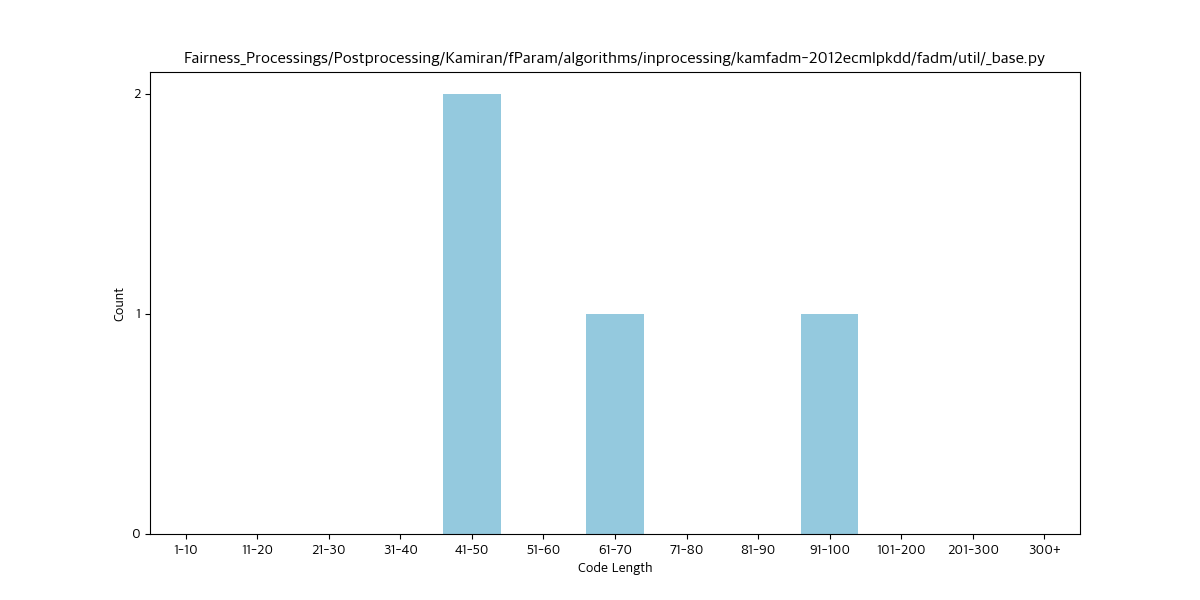 Fairness_Processings/Postprocessing/Kamiran/fParam/algorithms/inprocessing/kamfadm-2012ecmlpkdd/fadm/util/_base.py
2
1
0
Count
1-10 11-20 21-30 31-40 41-50 51-60 61-70 71-80 81-90 91-100 101-200 201-300 300+
Code Length